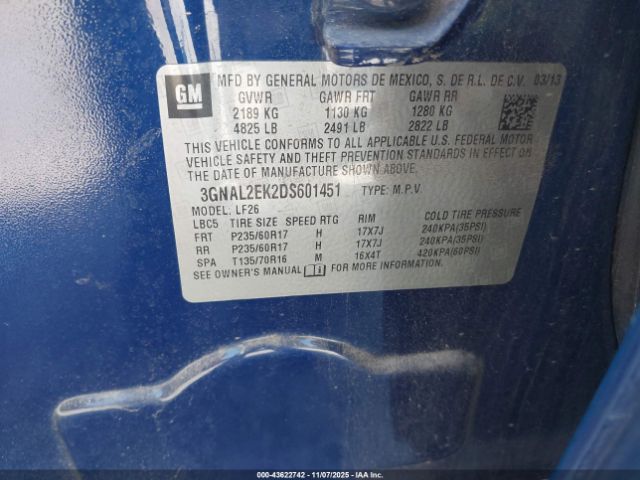 GM
MFD BY GENERAL MOTORS DE MEXICO, S. DE R.L. DE C.V. 03/13
GVWR GAWR FRT GAWR RR
2189 KG 1130 KG 1280 KG
4825 LB 2491 LB 2822 LB
THIS VEHICLE CONFORMS TO ALL APPLICABLE U.S. FEDERAL MOTOR
VEHICLE SAFETY AND THEFT PREVENTION STANDARDS IN EFFECT ON
THE DATE OF MANUFACTURE SHOWN ABOVE.
3GNAL2EK2DS601451 TYPE: M.P.V.
MODEL: LF26
LBC5 TIRE SIZE SPEED RTG RIM COLD TIRE PRESSURE
FRT P235/60R17 H 17X7J 240KPA(35PSI)
RR P235/60R17 H 17X7J 240KPA(35PSI)
SPA T135/70R16 M 16X4T 420KPA(60PSI)
SEE OWNER'S MANUAL FOR MORE INFORMATION.
000-43622742 - 11/07/2025 - IAAI.CA